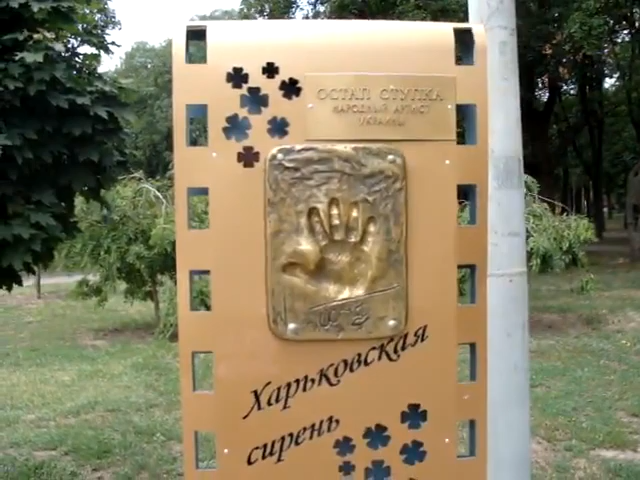 ОСТАП СТУПКА
НАРОДНЫЙ АРТИСТ
УКРАИНЫ
Харьковская
сирень